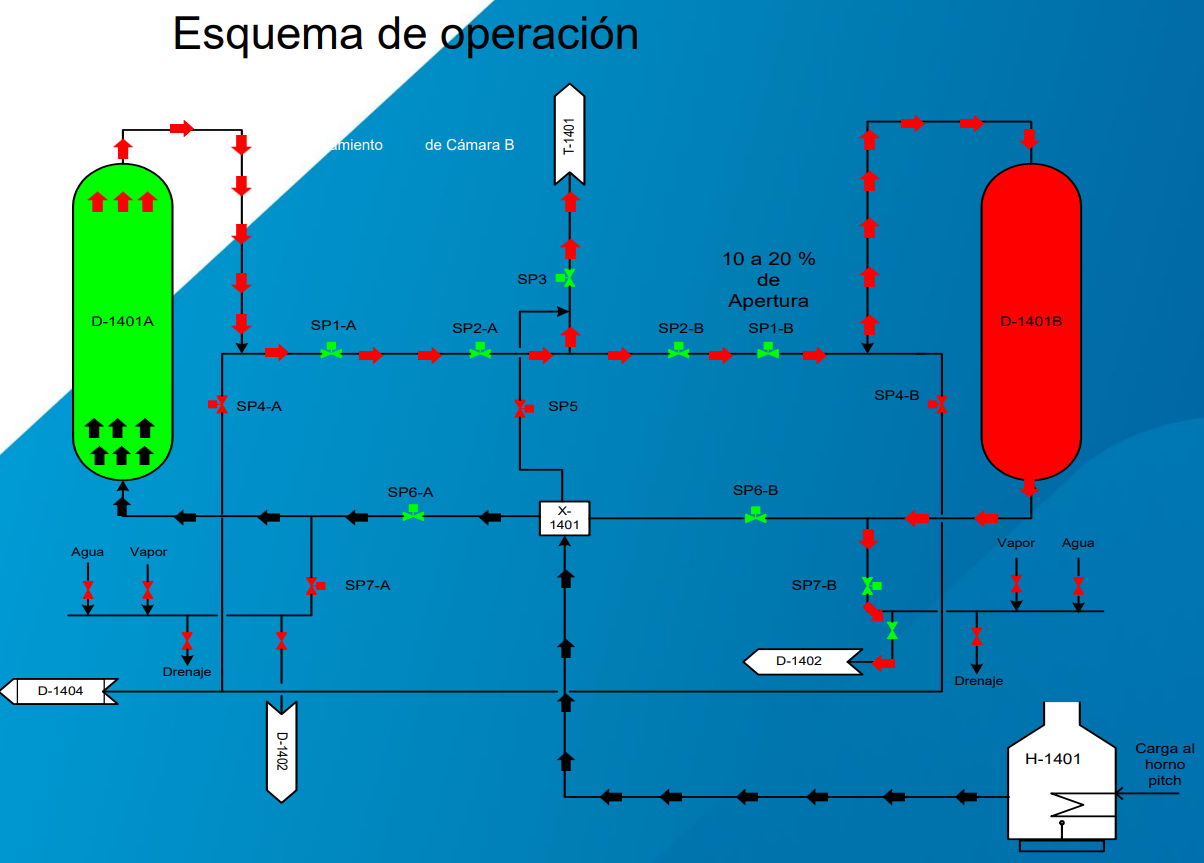 Esquema de operación
T-1401
amiento de Cámara B
10 a 20 %
de
Apertura
SP3
D-1401A
D-1401B
SP1-A
SP2-A
SP2-B
SP1-B
SP4-A
SP5
SP4-B
SP6-A
SP6-B
X-
1401
Agua
Vapor
Vapor
Agua
SP7-A
SP7-B
Drenaje
D-1402
Drenaje
D-1404
D-1402
H-1401
Carga al
horno
pitch